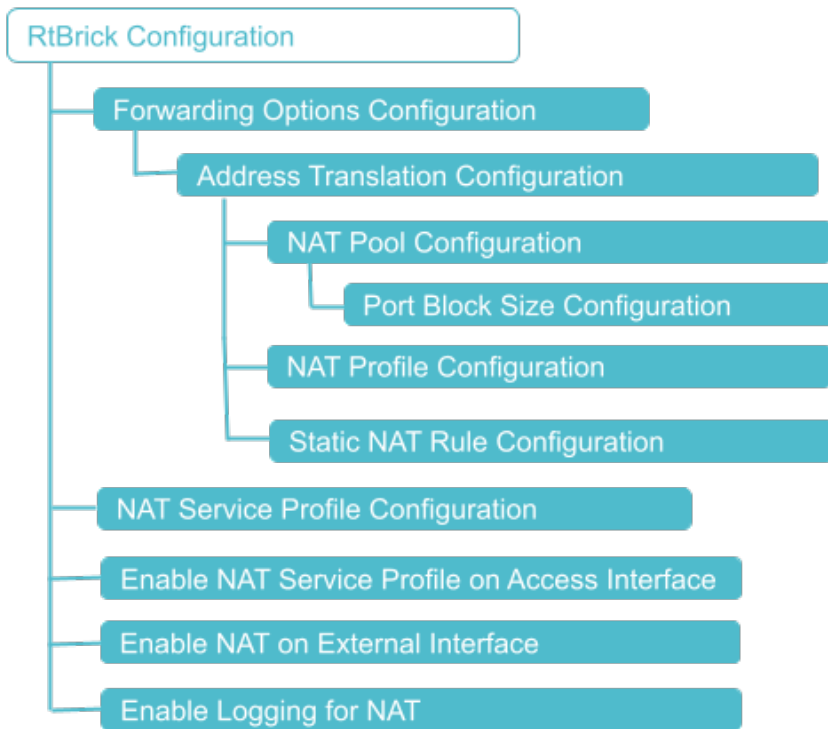 RtBrick Configuration
Forwarding Options Configuration
Address Translation Configuration
NAT Pool Configuration
Port Block Size Configuration
NAT Profile Configuration
Static NAT Rule Configuration
NAT Service Profile Configuration
Enable NAT Service Profile on Access Interface
Enable NAT on External Interface
Enable Logging for NAT